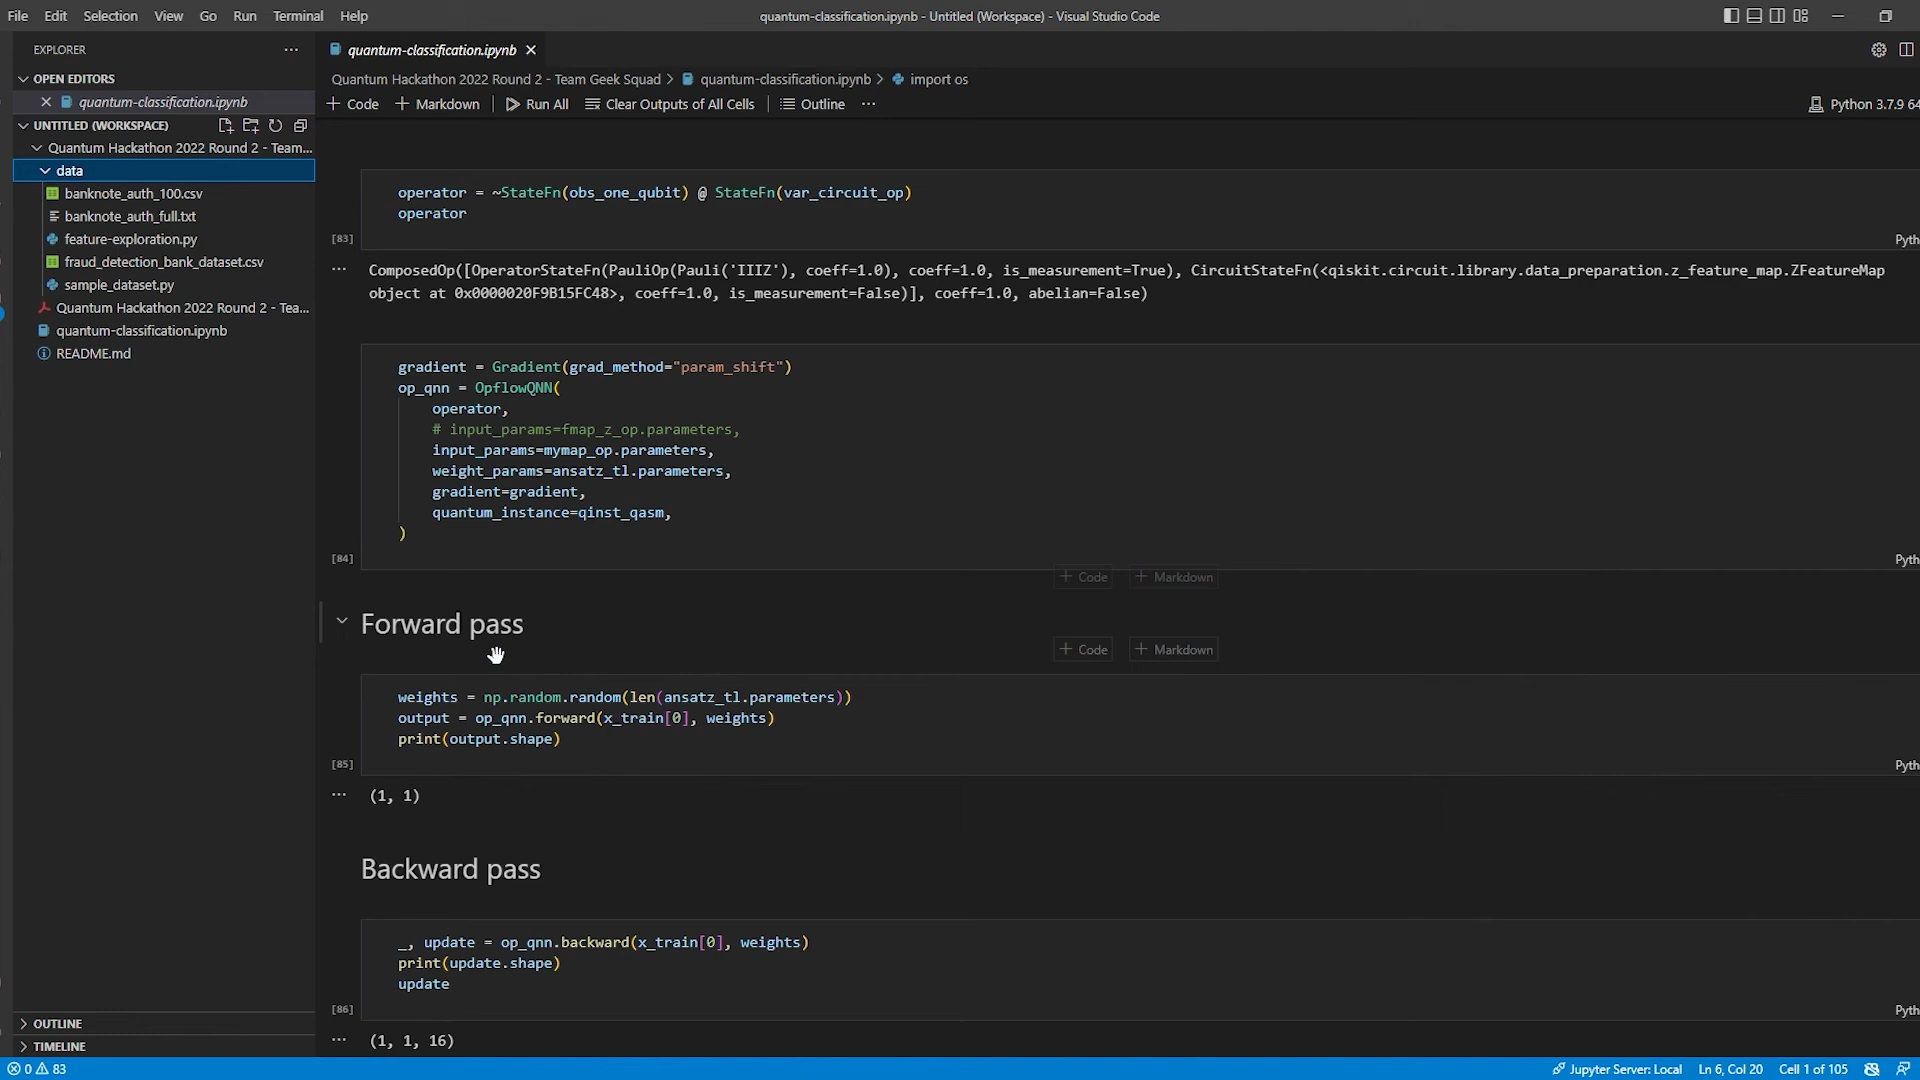 File Edit Selection View Go Run Terminal Help
quantum-classification.ipynb - Untitled (Workspace) - Visual Studio Code
EXPLORER
OPEN EDITORS
quantum-classification.ipynb
UNTITLED (WORKSPACE)
Quantum Hackathon 2022 Round 2 - Team...
data
banknote_auth_100.csv
banknote_auth_full.txt
feature-exploration.py
fraud_detection_bank_dataset.csv
sample_dataset.py
Quantum Hackathon 2022 Round 2 - Tea...
quantum-classification.ipynb
README.md
OUTLINE
TIMELINE
quantum-classification.ipynb
Quantum Hackathon 2022 Round 2 - Team Geek Squad > quantum-classification.ipynb > import os
+ Code + Markdown Run All Clear Outputs of All Cells Outline ...
Python 3.7.9 64
operator = ~StateFn(obs_one_qubit) @ StateFn(var_circuit_op)
operator
[83]
Pyth
ComposedOp([OperatorStateFn(PauliOp(Pauli('IIIZ'), coeff=1.0), coeff=1.0, is_measurement=True), CircuitStateFn(<qiskit.circuit.library.data_preparation.z_feature_map.ZFeatureMap
object at 0x0000020F9B15FC48>, coeff=1.0, is_measurement=False)], coeff=1.0, abelian=False)
gradient = Gradient(grad_method="param_shift")
op_qnn = OpflowQNN(
operator,
# input_params=fmap_z_op.parameters,
input_params=mymap_op.parameters,
weight_params=ansatz_tl.parameters,
gradient=gradient,
quantum_instance=qinst_qasm,
)
[84]
Pyth
+ Code + Markdown
Forward pass
+ Code + Markdown
weights = np.random.random(len(ansatz_tl.parameters))
output = op_qnn.forward(x_train[0], weights)
print(output.shape)
[85]
Pyth
(1, 1)
Backward pass
_, update = op_qnn.backward(x_train[0], weights)
print(update.shape)
update
[86]
Pyth
(1, 1, 16)
0 83
Jupyter Server: Local Ln 6, Col 20 Cell 1 of 105